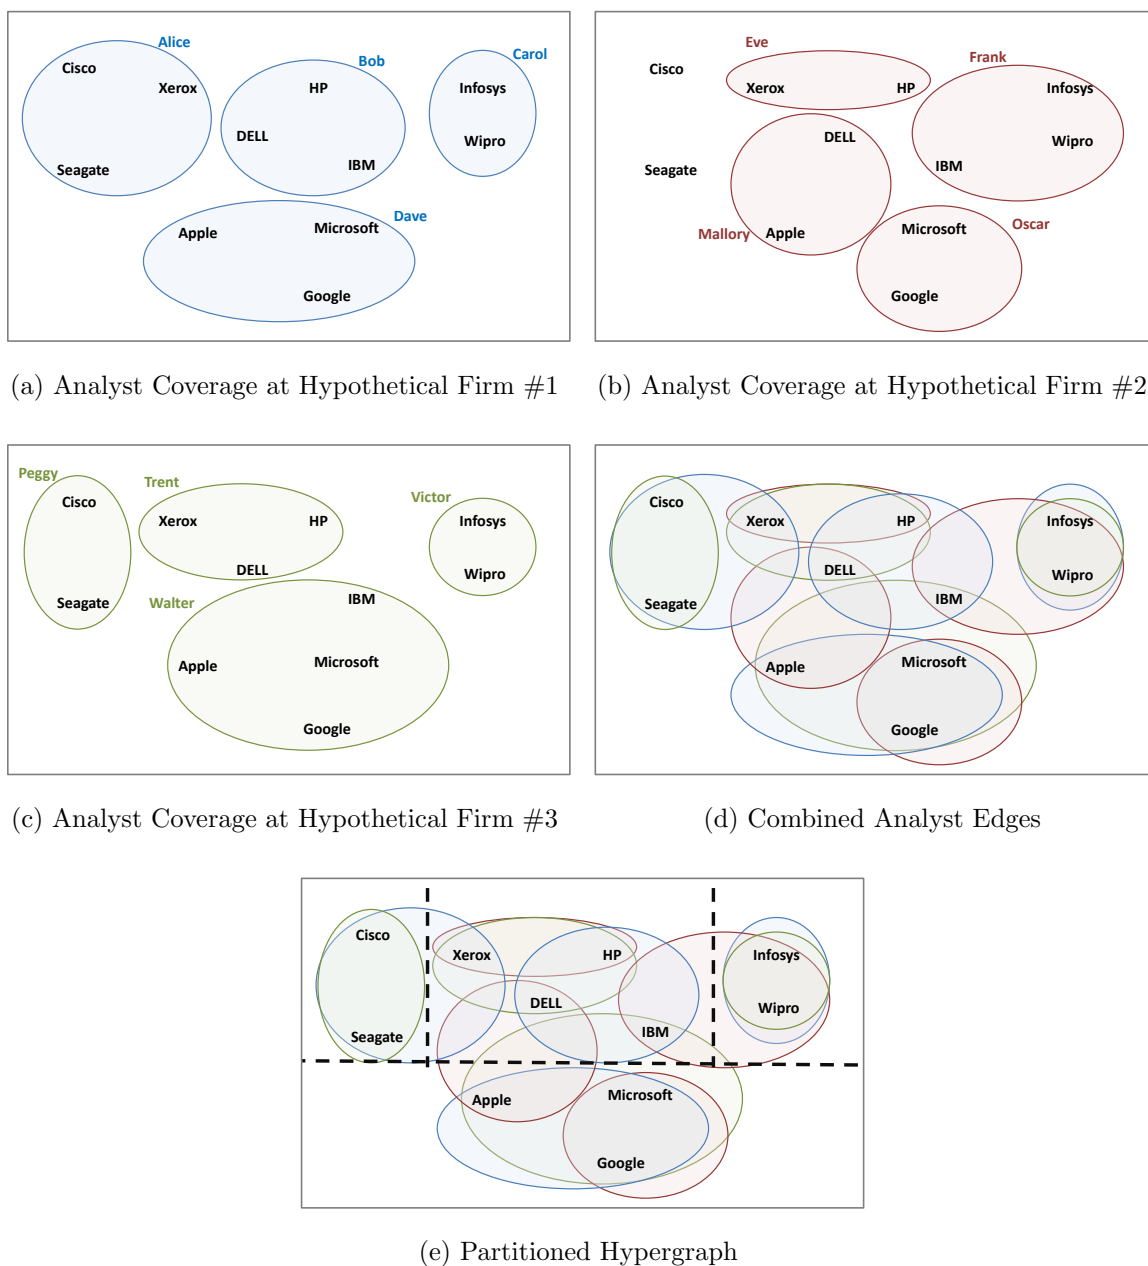 Alice
Bob
Carol
Cisco
Xerox
HP
Infosys
DELL
Wipro
Seagate
IBM
Dave
Apple
Microsoft
Google
(a) Analyst Coverage at Hypothetical Firm #1
Eve
Frank
Cisco
Xerox
HP
Infosys
DELL
Wipro
Seagate
IBM
Mallory
Apple
Microsoft
Oscar
Google
(b) Analyst Coverage at Hypothetical Firm #2
Peggy
Trent
Victor
Cisco
Xerox
HP
Infosys
DELL
Wipro
Seagate
Walter
IBM
Apple
Microsoft
Google
(c) Analyst Coverage at Hypothetical Firm #3
Cisco
Xerox
HP
Infosys
DELL
Wipro
Seagate
IBM
Apple
Microsoft
Google
(d) Combined Analyst Edges
Cisco
Xerox
HP
Infosys
DELL
Wipro
Seagate
IBM
Apple
Microsoft
Google
(e) Partitioned Hypergraph